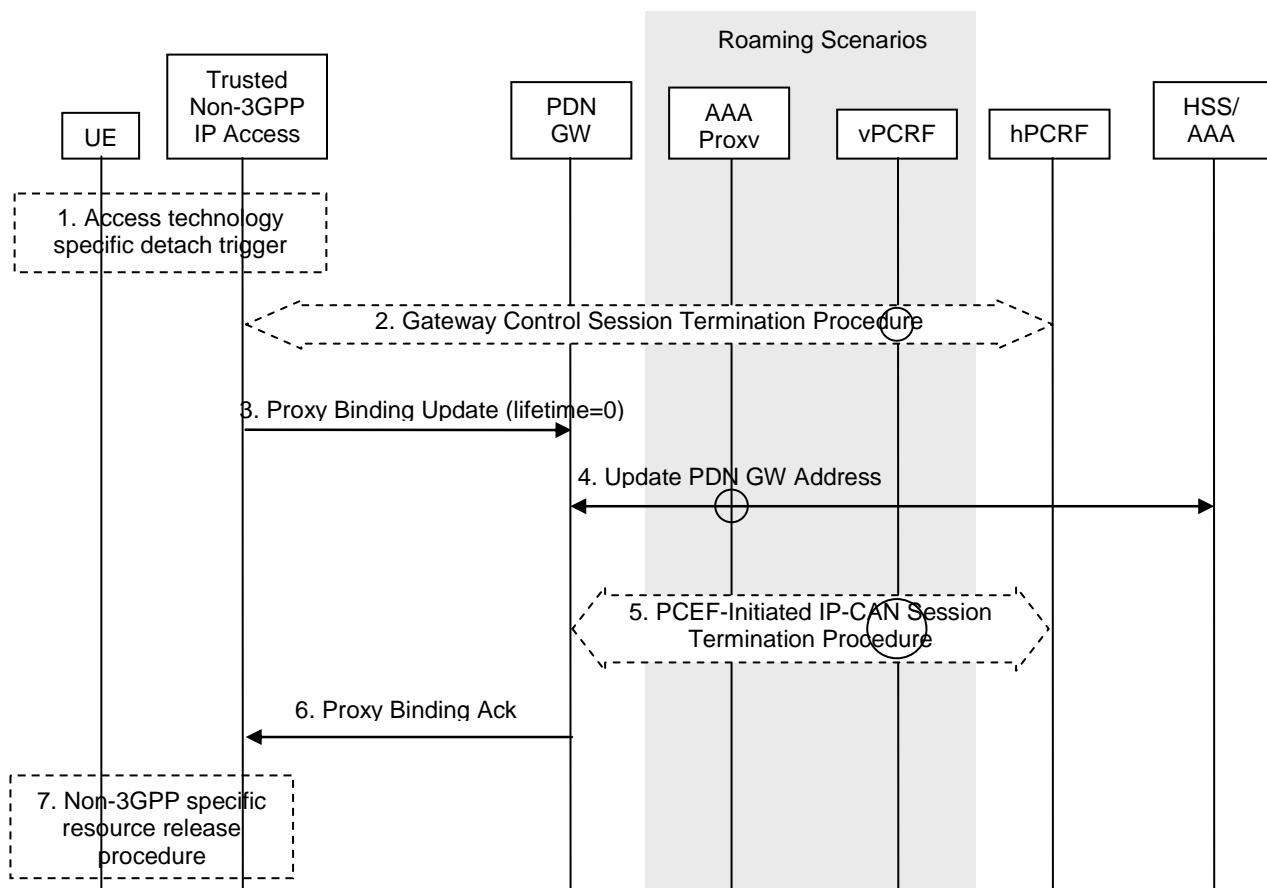 Roaming Scenarios
UE
Trusted
Non-3GPP
IP Access
PDN
GW
AAA
Proxy
vPCRF
hPCRF
HSS/
AAA
1. Access technology
specific detach trigger
2. Gateway Control Session Termination Procedure
3. Proxy Binding Update (lifetime=0)
4. Update PDN GW Address
5. PCEF-Initiated IP-CAN Session
Termination Procedure
6. Proxy Binding Ack
7. Non-3GPP specific
resource release
procedure